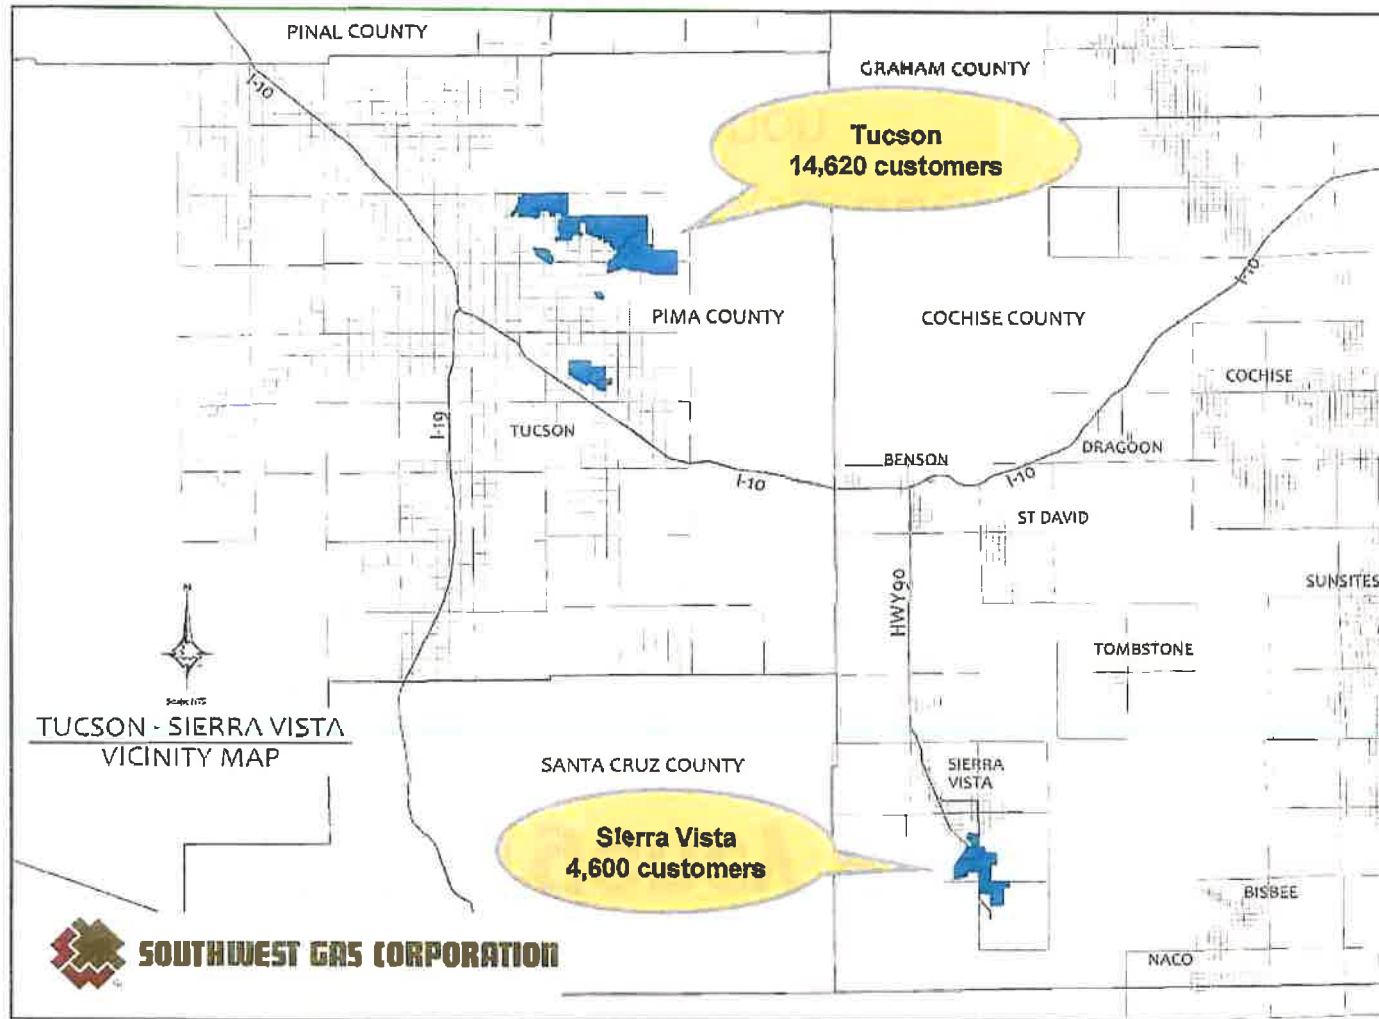 PINAL COUNTY
GRAHAM COUNTY
I-10
Tucson
14,620 customers
I-10
PIMA COUNTY
COCHISE COUNTY
COCHISE
I-19
TUCSON
DRAGOON
BENSON
I-10
I-10
ST DAVID
HWY 90
SUNSITES
N
TOMBSTONE
TUCSON - SIERRA VISTA
VICINITY MAP
SANTA CRUZ COUNTY
SIERRA
VISTA
Sierra Vista
4,600 customers
BISBEE
SOUTHWEST GAS CORPORATION
NACO